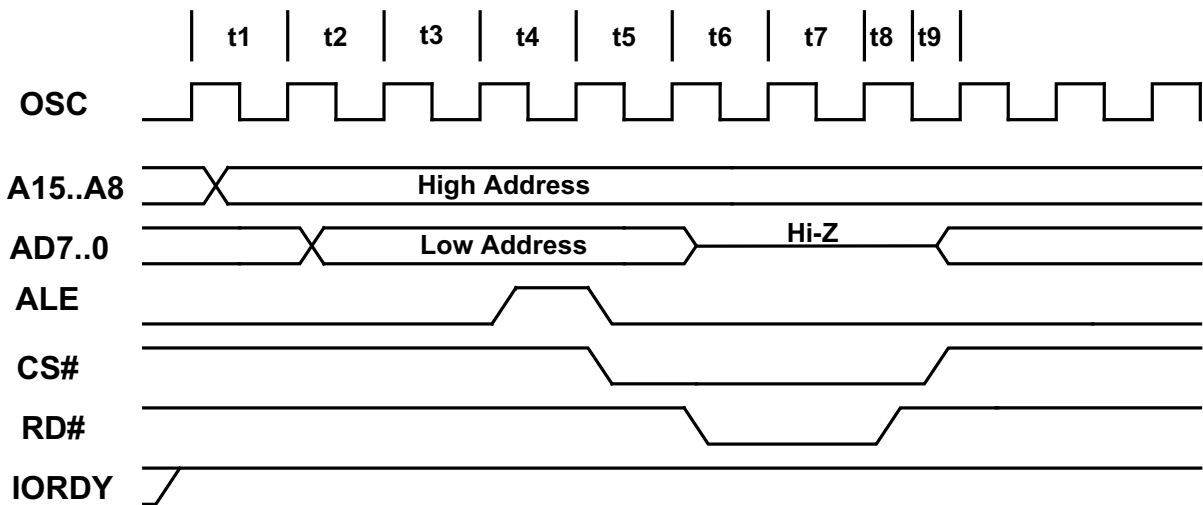 t1 t2 t3 t4 t5 t6 t7 t8 t9
OSC
A15..A8 High Address
AD7..0 Low Address Hi-Z
ALE
CS#
RD#
IORDY